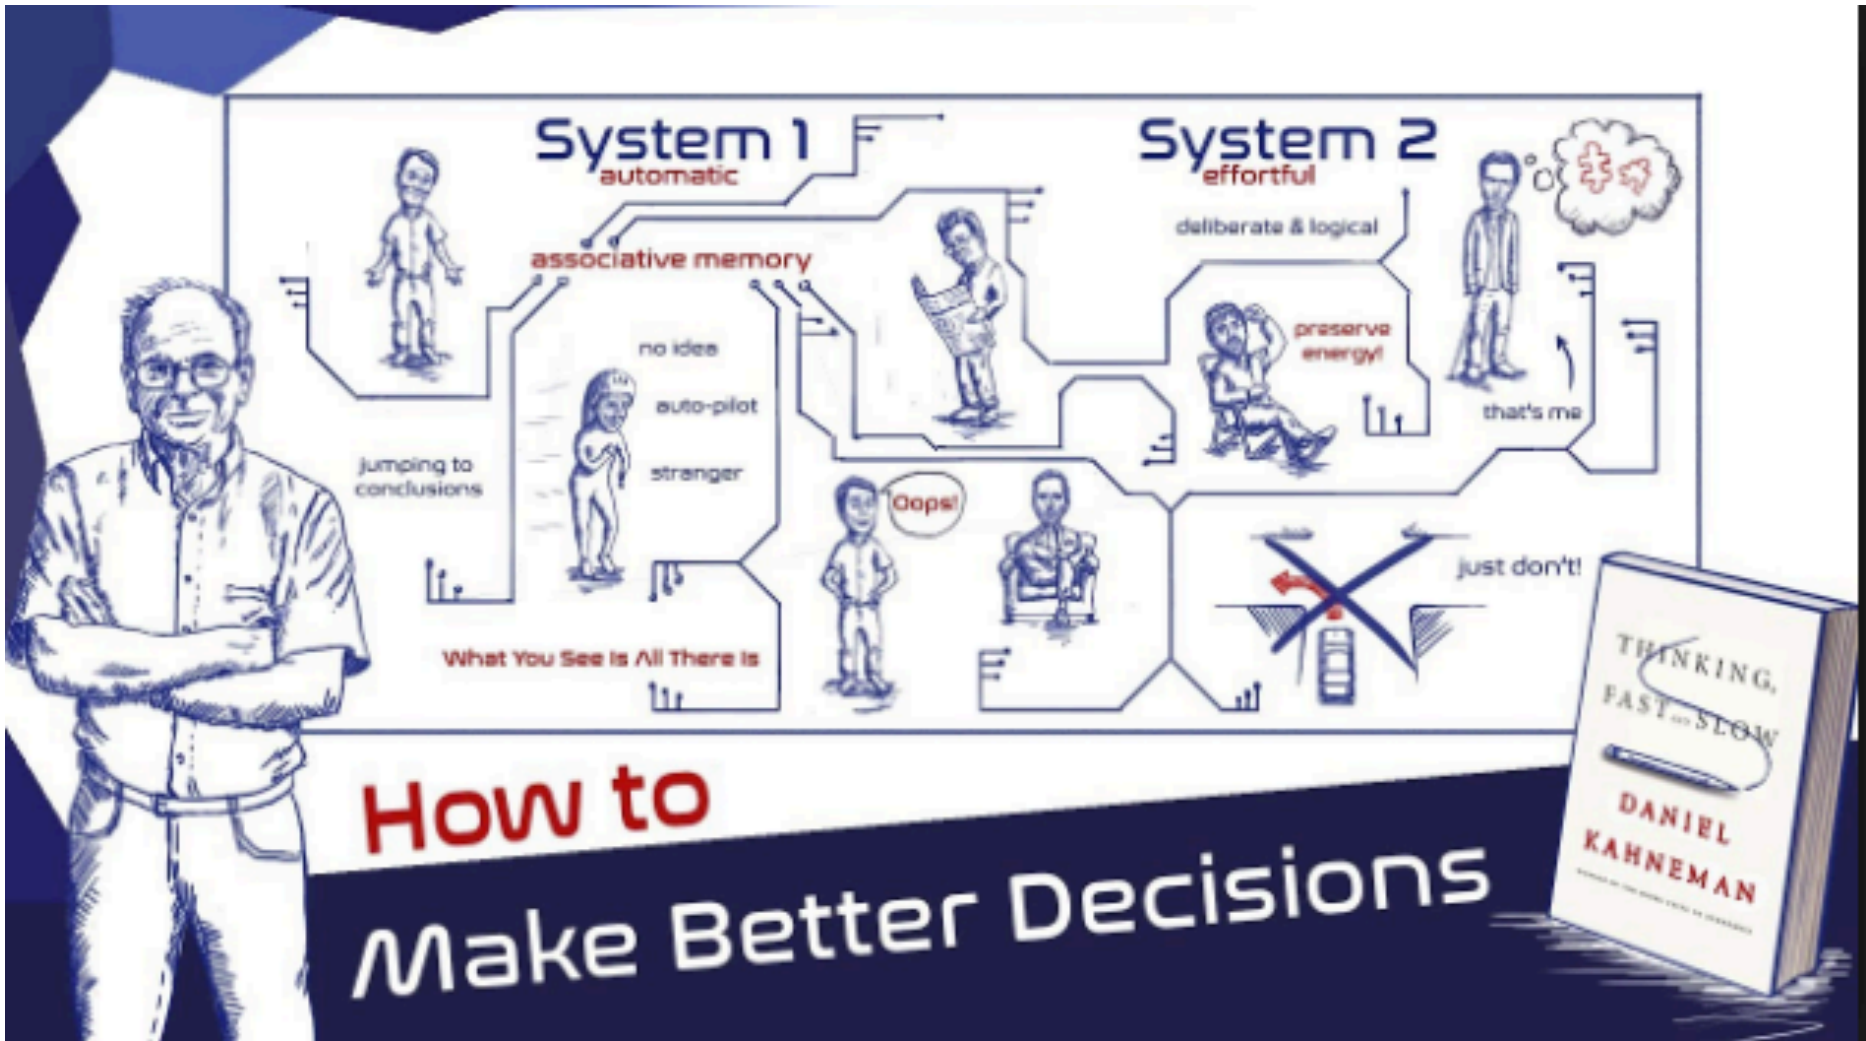 System 1
automatic
associative memory
no idea
auto-pilot
stranger
jumping to
conclusions
What You See Is All There Is
Oops!
System 2
effortful
deliberate & logical
preserve
energy!
that's me
just don't!
How to
Make Better Decisions
THINKING,
FAST AND SLOW
DANIEL
KAHNEMAN